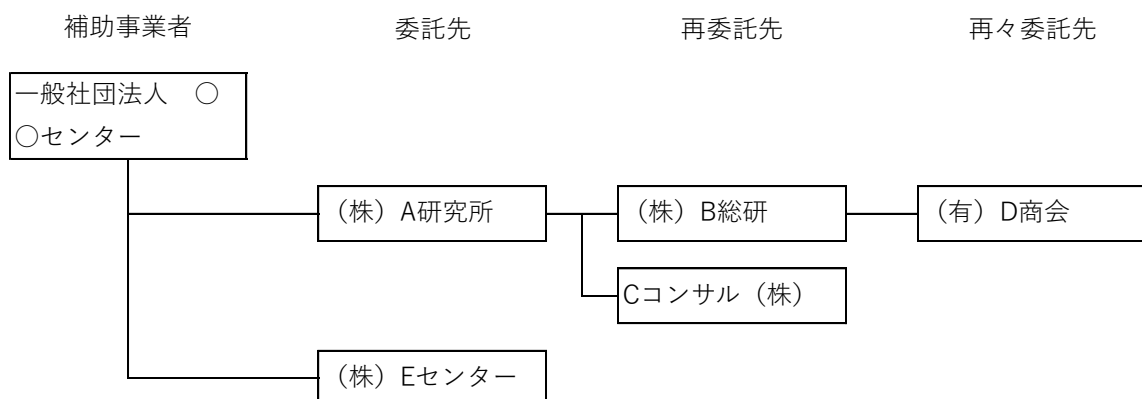 補助事業者 委託先 再委託先 再々委託先
一般社団法人 ○
○センター
（株）A研究所 （株）B総研 （有）D商会
Cコンサル（株）
（株）Eセンター